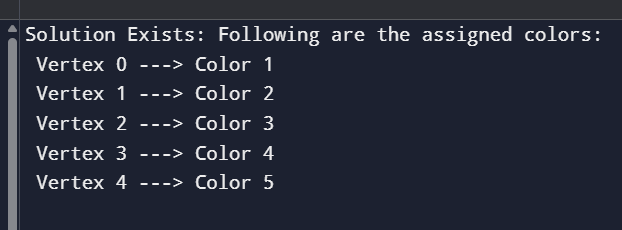 Solution Exists: Following are the assigned colors:
Vertex 0 ---> Color 1
Vertex 1 ---> Color 2
Vertex 2 ---> Color 3
Vertex 3 ---> Color 4
Vertex 4 ---> Color 5